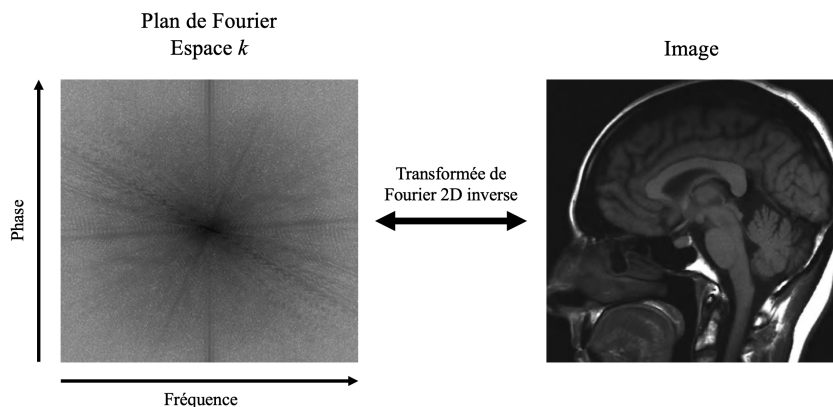 Plan de Fourier
Espace k
Image
Phase
Transformée de
Fourier 2D inverse
Fréquence